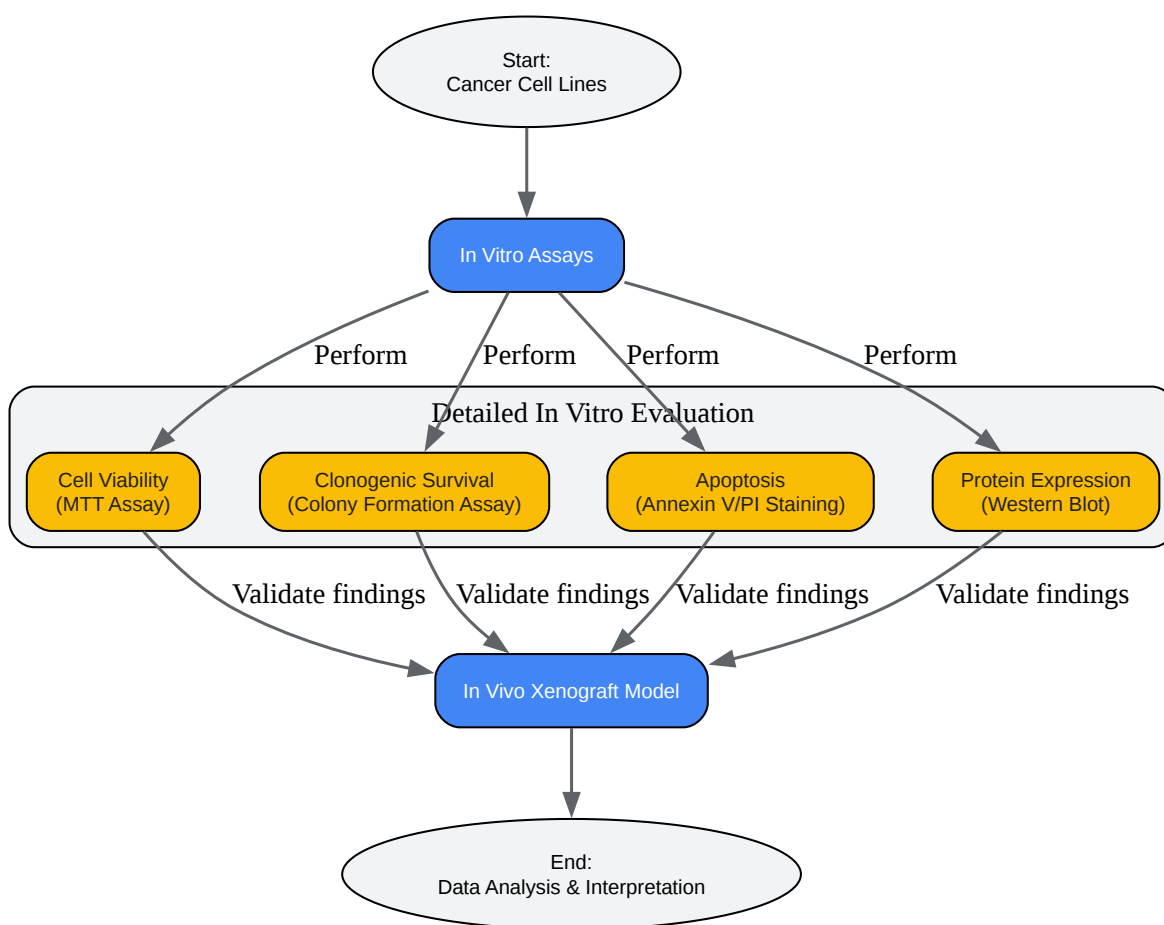 Start:
Cancer Cell Lines
In Vitro Assays
Perform
Perform
Perform
Perform
Detailed In Vitro Evaluation
Cell Viability
(MTT Assay)
Clonogenic Survival
(Colony Formation Assay)
Apoptosis
(Annexin V/PI Staining)
Protein Expression
(Western Blot)
Validate findings
Validate findings
Validate findings
Validate findings
In Vivo Xenograft Model
End:
Data Analysis & Interpretation